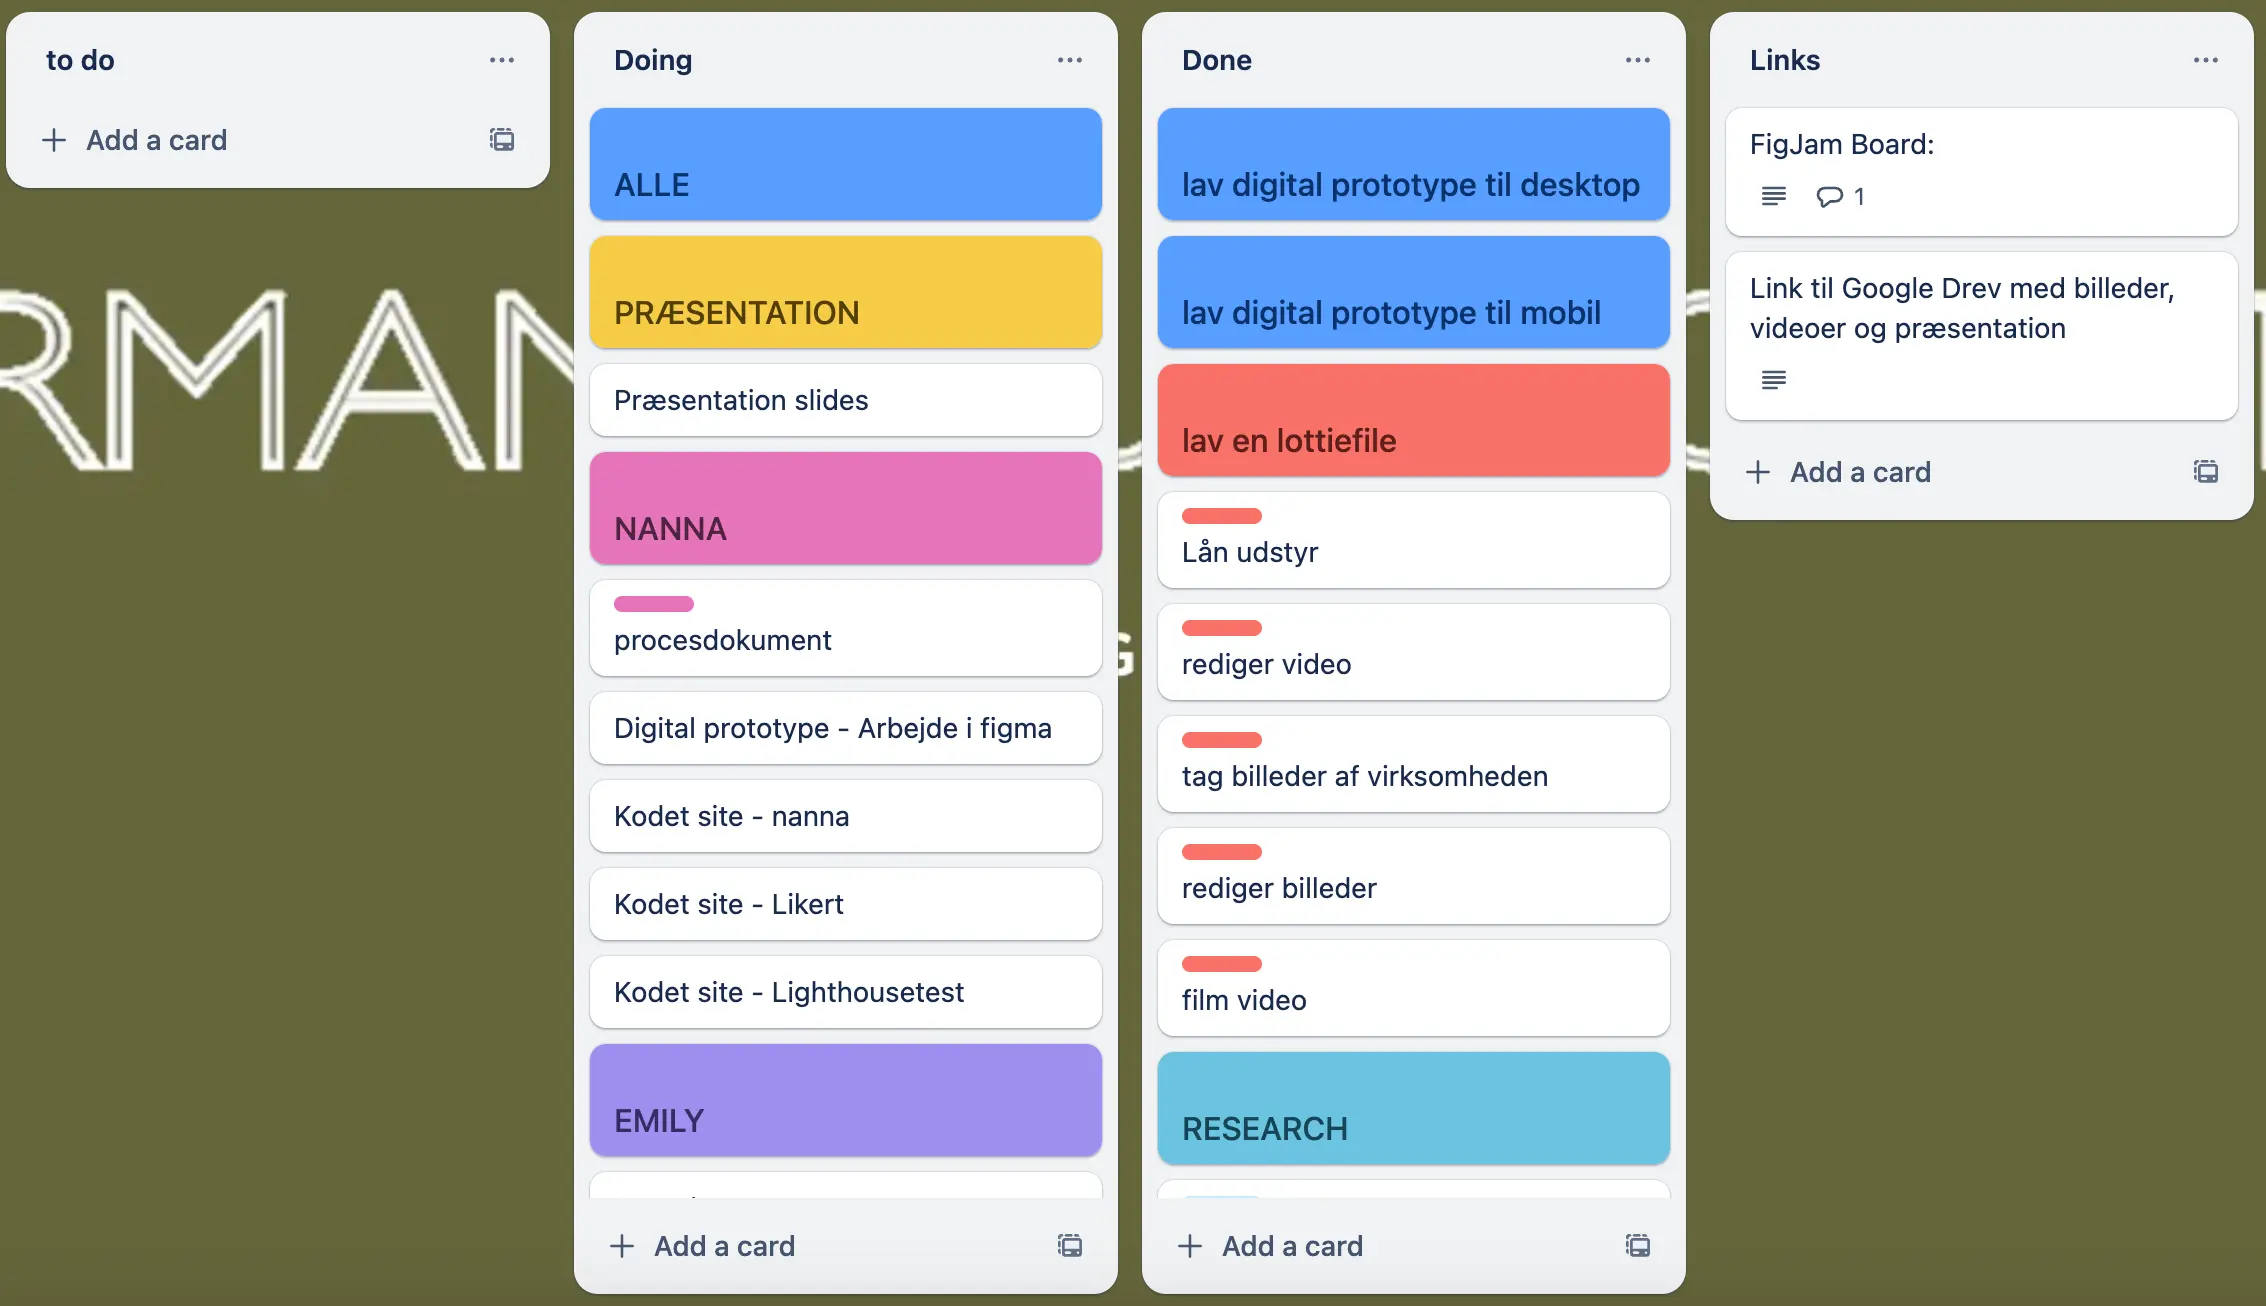 to do
Add a card
Doing
ALLE
PRÆSENTATION
Præsentation slides
NANNA
procesdokument
Digital prototype - Arbejde i figma
Kodet site - nanna
Kodet site - Likert
Kodet site - Lighthousetest
EMILY
Add a card
Done
lav digital prototype til desktop
lav digital prototype til mobil
lav en lottiefile
Lån udstyr
rediger video
tag billeder af virksomheden
rediger billeder
film video
RESEARCH
Add a card
Links
FigJam Board:
1
Link til Google Drev med billeder,
videoer og præsentation
Add a card
RMAN
G